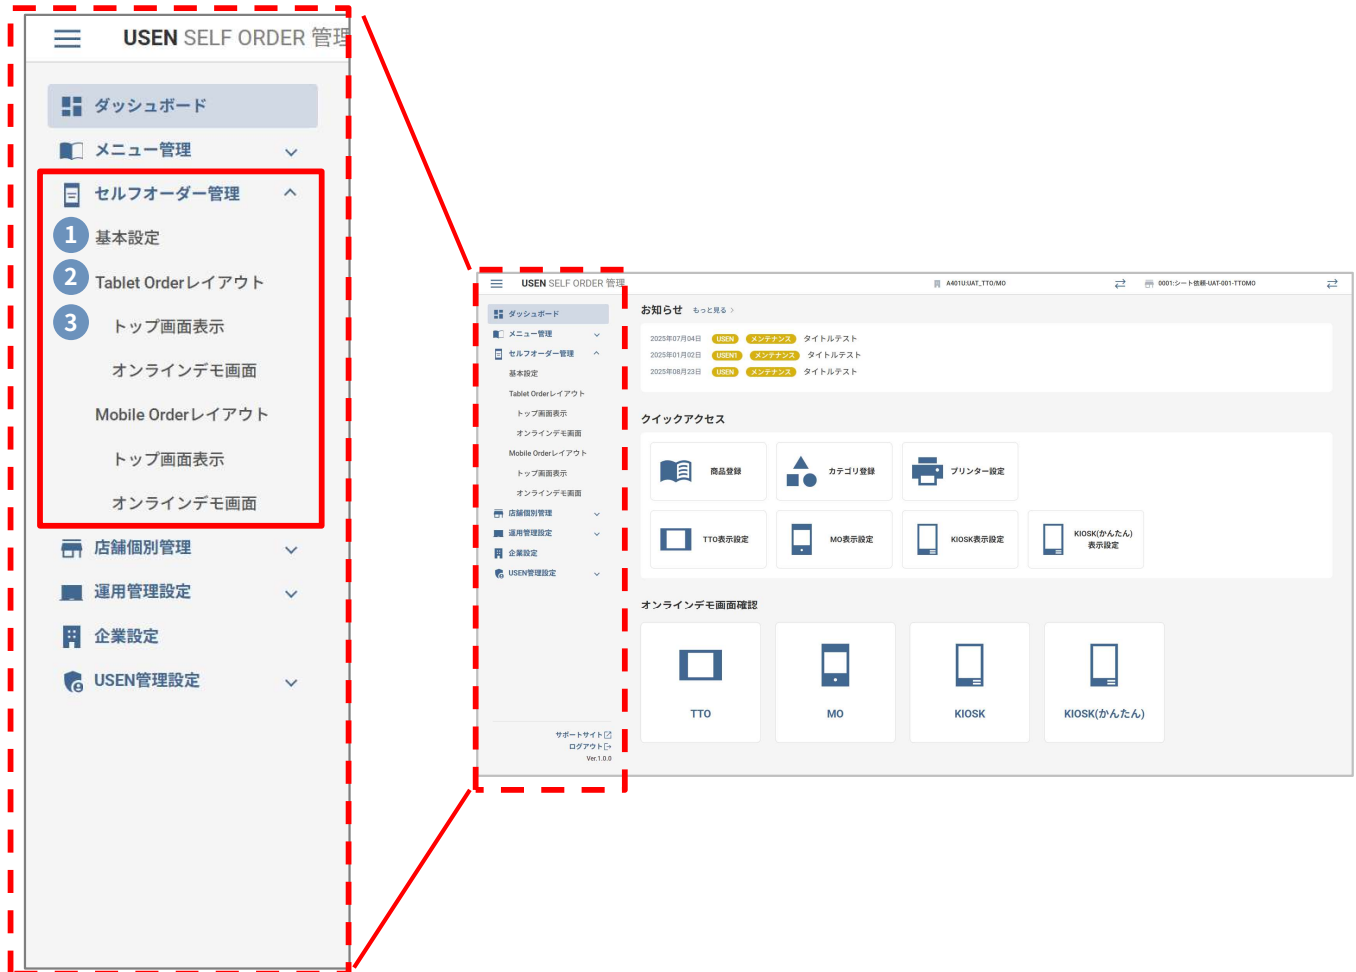 USEN SELF ORDER 管理
ダッシュボード
メニュー管理
セルフオーダー管理
1 基本設定
2 Tablet Orderレイアウト
3 トップ画面表示
オンラインデモ画面
Mobile Orderレイアウト
トップ画面表示
オンラインデモ画面
店舗個別管理
運用管理設定
企業設定
USEN管理設定
USEN SELF ORDER 管理
A401U:UAT_TTO/MO
0001:シート依頼-UAT-001-TTOMO
ダッシュボード
メニュー管理
セルフオーダー管理
基本設定
Tablet Orderレイアウト
トップ画面表示
オンラインデモ画面
Mobile Orderレイアウト
トップ画面表示
オンラインデモ画面
店舗個別管理
運用管理設定
企業設定
USEN管理設定
サポートサイト
ログアウト
Ver.1.0.0
お知らせ もっと見る
2025年07月04日 USEN メンテナンス タイトルテスト
2025年01月02日 USEN1 メンテナンス タイトルテスト
2025年08月23日 USEN メンテナンス タイトルテスト
クイックアクセス
商品登録
カテゴリ登録
プリンター設定
TTO表示設定
MO表示設定
KIOSK表示設定
KIOSK(かんたん)
表示設定
オンラインデモ画面確認
TTO
MO
KIOSK
KIOSK(かんたん)